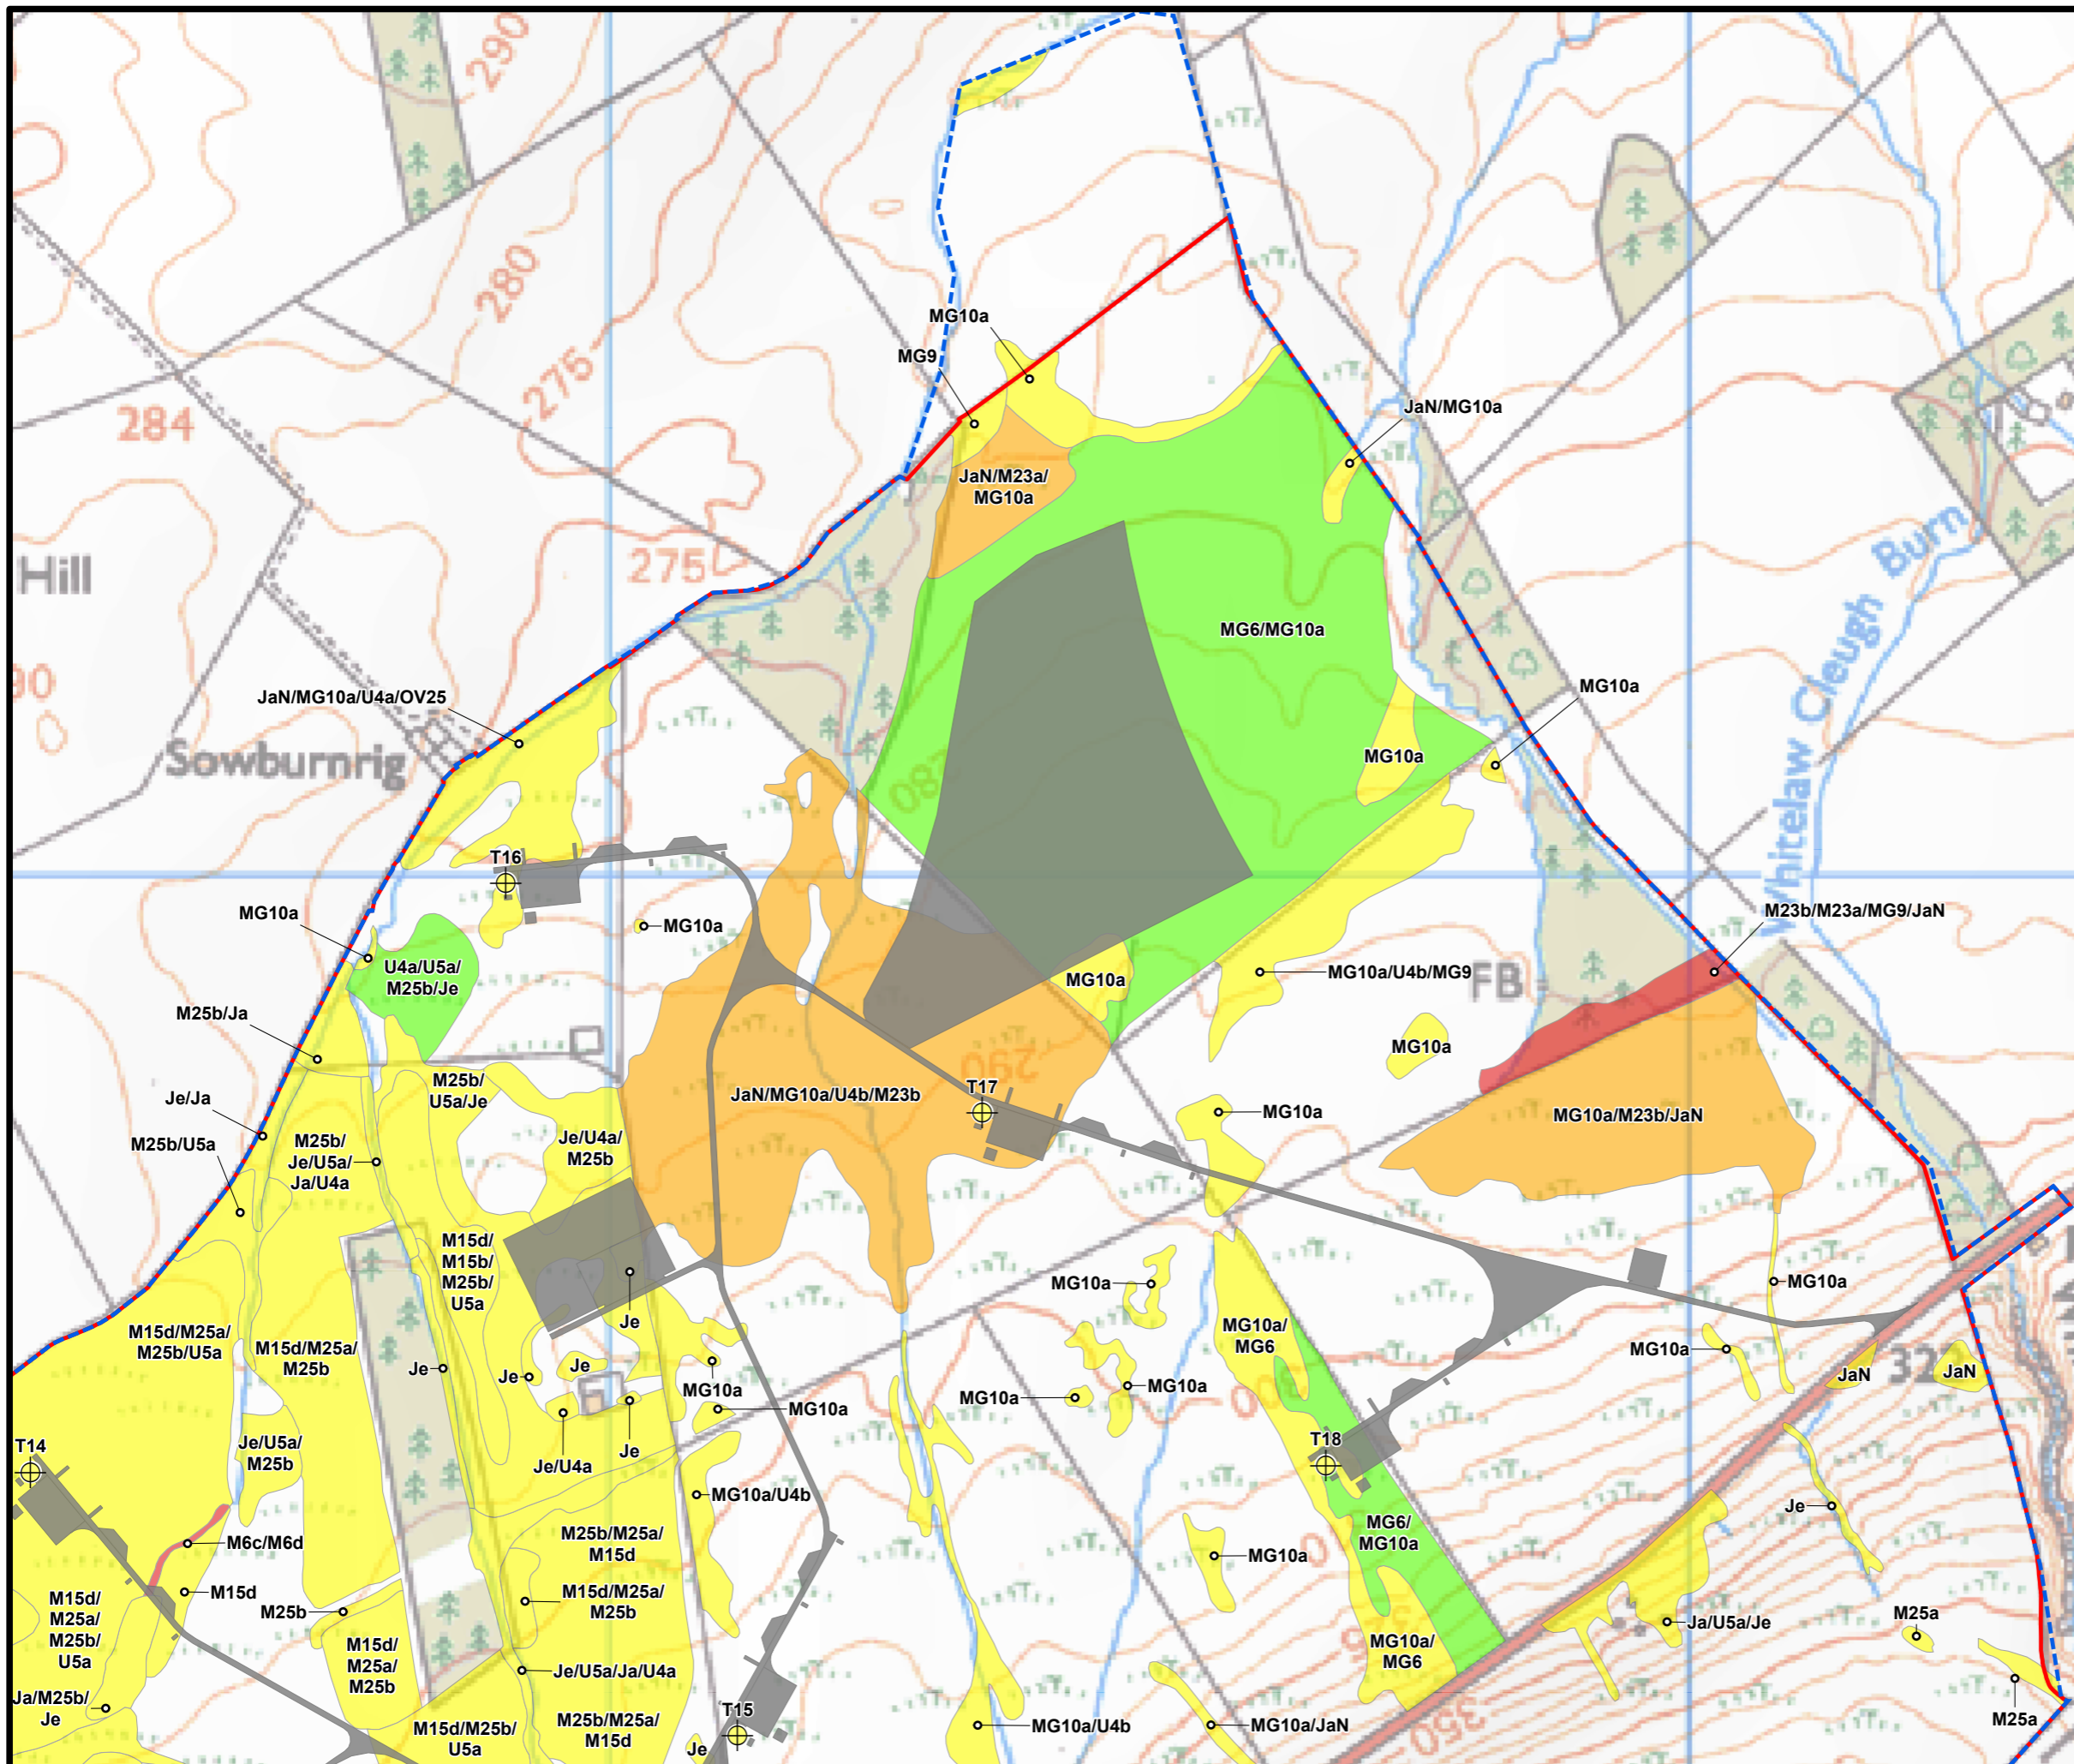 290
280
275
284
Hill
90
MG10a
MG9
JaN/MG10a
JaN/M23a/
MG10a
275
Burn
Whitelaw Cleugh
MG6/MG10a
JaN/MG10a/U4a/OV25
Sowburnrig
MG10a
MG10a
280
T16
MG10a
MG10a
M23b/M23a/MG9/JaN
U4a/U5a/
M25b/Je
MG10a
MG10a/U4b/MG9
FB
M25b/Ja
MG10a
290
M25b/
U5a/Je
JaN/MG10a/U4b/M23b
T17
MG10a
MG10a/M23b/JaN
Je/Ja
M25b/U5a
M25b/
Je/U5a/
Ja/U4a
Je/U4a/
M25b
M15d/
M15b/
M25b/
U5a
MG10a
MG10a
Je
M15d/M25a/
M25b/U5a
M15d/M25a/
M25b
MG10a/
MG6
MG10a
Je
Je
Je
MG10a
MG10a
MG10a
JaN
322
JaN
00
MG10a
T14
Je/U5a/
M25b
Je/U4a
Je
T18
MG10a/U4b
Je
M6c/M6d
M25b/M25a/
M15d
MG10a
MG6/
MG10a
M15d
M25b
M15d/M25a/
M25b
M15d/
M25a/
M25b/
U5a
M15d/
M25a/
M25b
Je/U5a/Ja/U4a
MG10a/
MG6
Ja/U5a/Je
M25a
M25a
Ja/M25b/
Je
M15d/M25b/
U5a
M25b/M25a/
M15d
T15
Je
MG10a/U4b
MG10a/JaN
350